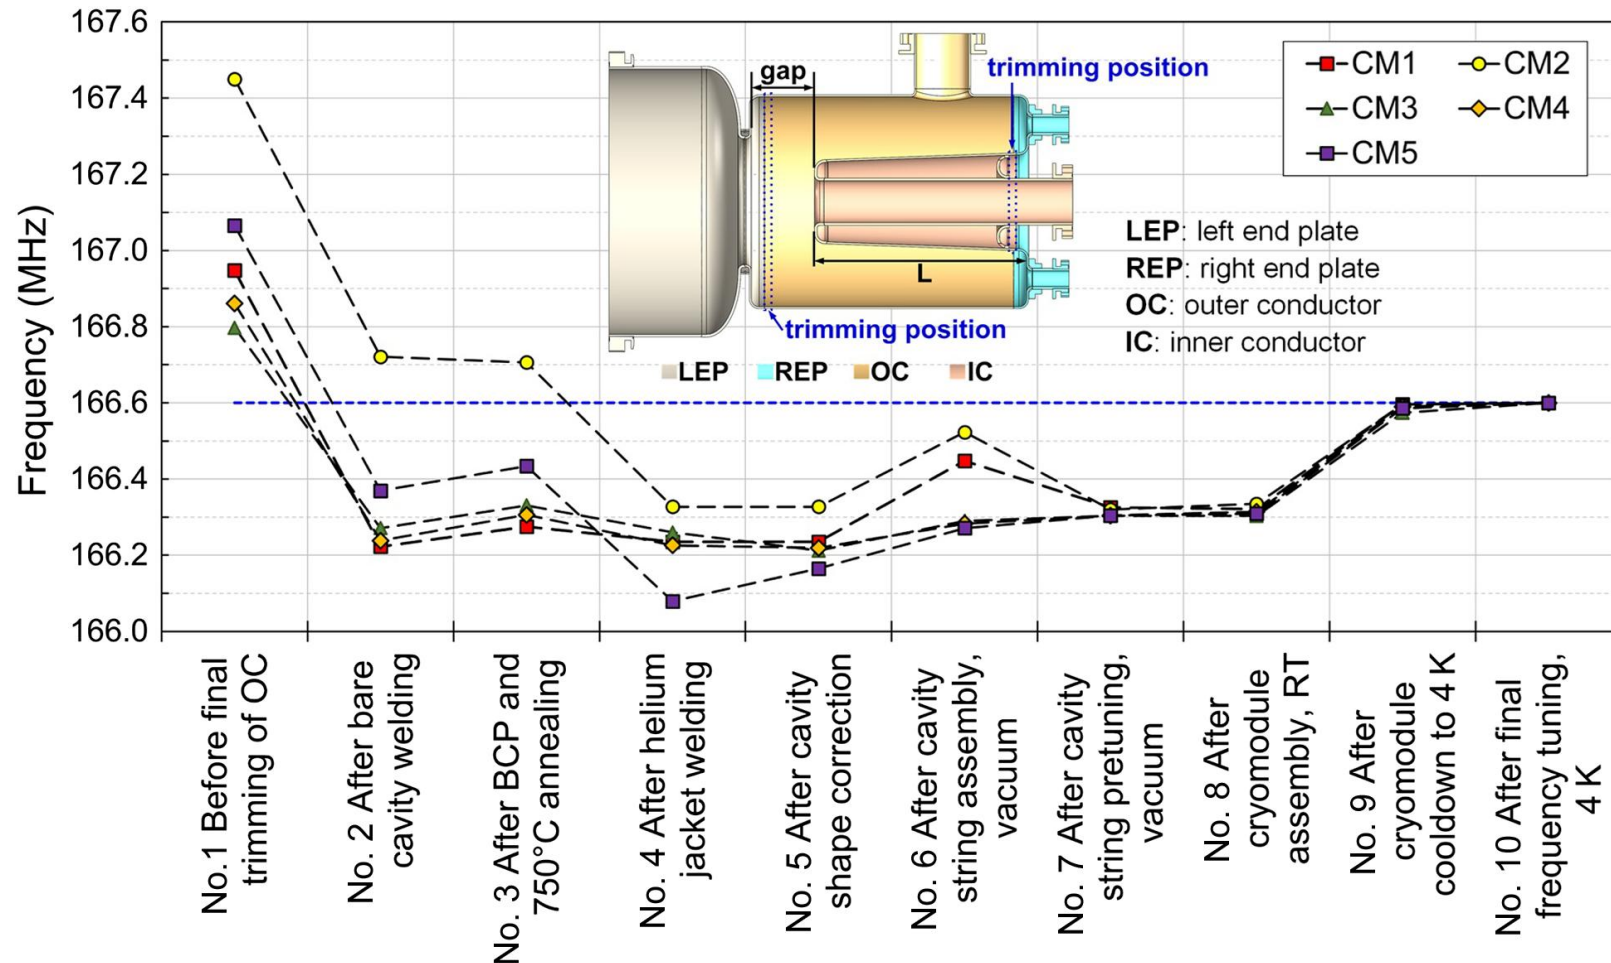 Frequency (MHz)
167.6
167.4
167.2
167.0
166.8
166.6
166.4
166.2
166.0
gap
trimming position
L
trimming position
LEP REP OC IC
CM1 CM2
CM3 CM4
CM5
LEP: left end plate
REP: right end plate
OC: outer conductor
IC: inner conductor
No.1 Before final
trimming of OC
No. 2 After bare
cavity welding
No. 3 After BCP and
750°C annealing
No. 4 After helium
jacket welding
No. 5 After cavity
shape correction
No. 6 After cavity
string assembly,
vacuum
No. 7 After cavity
string pretuning,
vacuum
No. 8 After
cryomodule
assembly, RT
No. 9 After
cryomodule
cooldown to 4 K
No. 10 After final
frequency tuning,
4 K